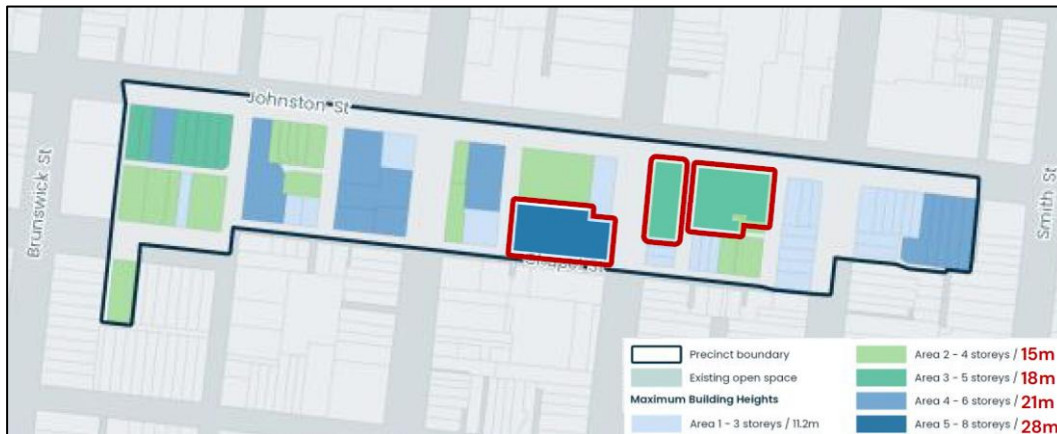 Johnston St
Brunswick St
Smith St
Chapel St
Precinct boundary
Existing open space
Maximum Building Heights
Area 1 - 3 storeys / 11.2m
Area 2 - 4 storeys / 15m
Area 3 - 5 storeys / 18m
Area 4 - 6 storeys / 21m
Area 5 - 8 storeys / 28m